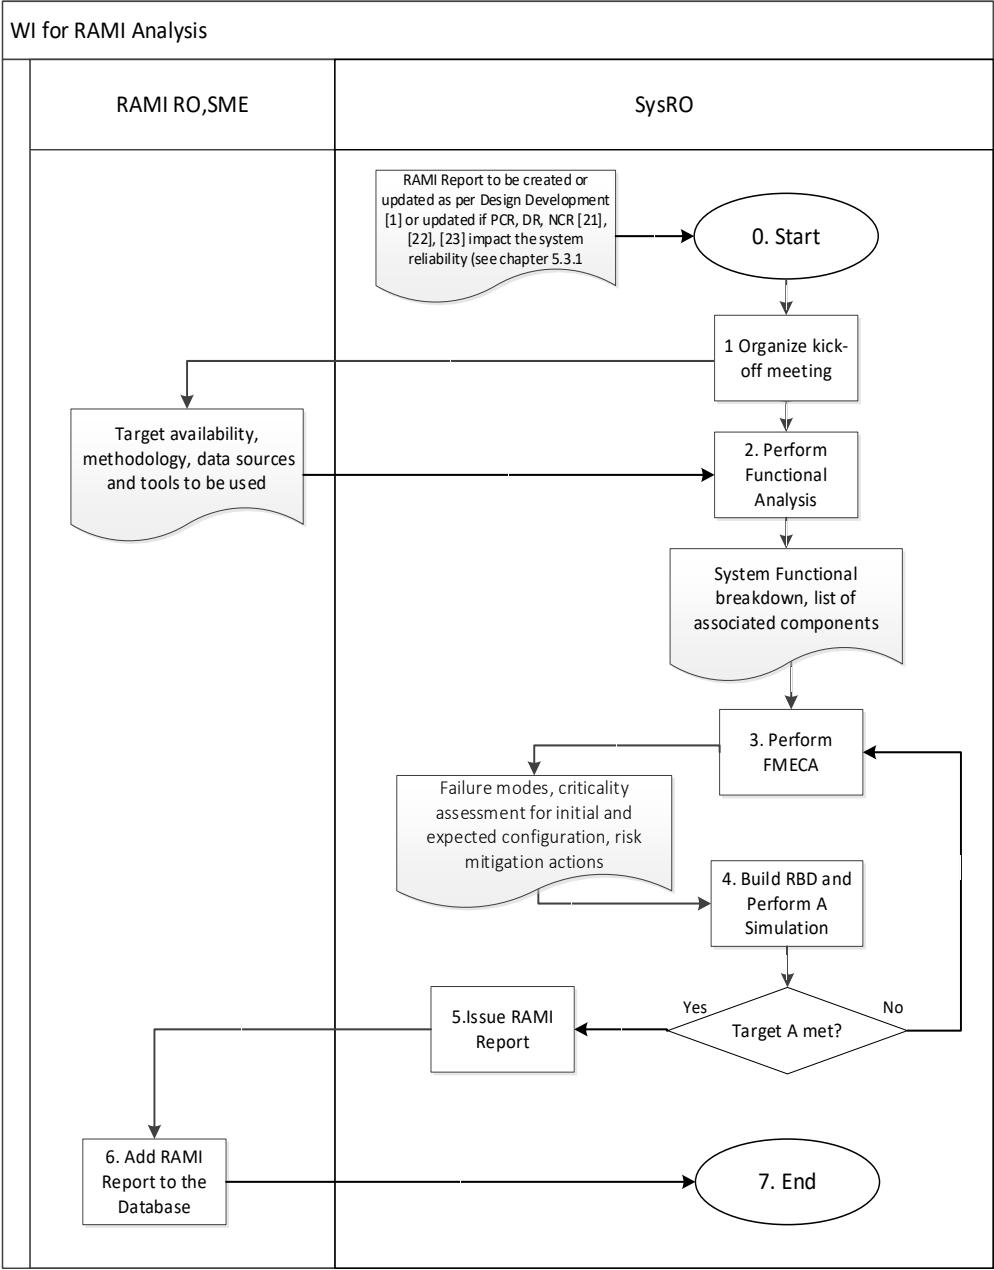 WI for RAMI Analysis
RAMI RO,SME
SysRO
RAMI Report to be created or
updated as per Design Development
[1] or updated if PCR, DR, NCR [21],
[22], [23] impact the system
reliability (see chapter 5.3.1
0. Start
1 Organize kick-
off meeting
Target availability,
methodology, data sources
and tools to be used
2. Perform
Functional
Analysis
System Functional
breakdown, list of
associated components
3. Perform
FMECA
Failure modes, criticality
assessment for initial and
expected configuration, risk
mitigation actions
4. Build RBD and
Perform A
Simulation
Yes
No
Target A met?
5.Issue RAMI
Report
6. Add RAMI
Report to the
Database
7. End